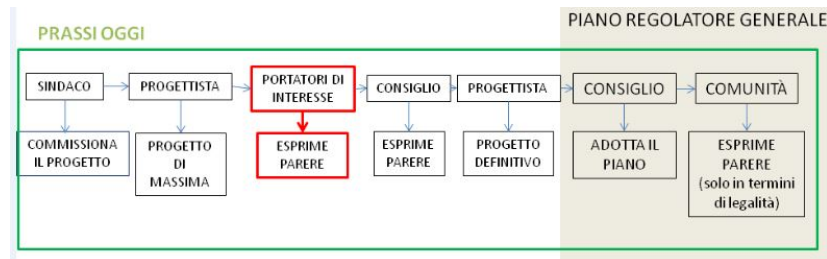 PIANO REGOLATORE GENERALE
PRASSI OGGI
SINDACO
PROGETTISTA
PORTATORI DI
INTERESSE
CONSIGLIO
PROGETTISTA
CONSIGLIO
COMUNITÀ
COMMISSIONA
IL PROGETTO
PROGETTO
DI
MASSIMA
ESPRIME
PARERE
ESPRIME
PARERE
PROGETTO
DEFINITIVO
ADOTTA IL
PIANO
ESPRIME
PARERE
(solo in termini
di legalità)